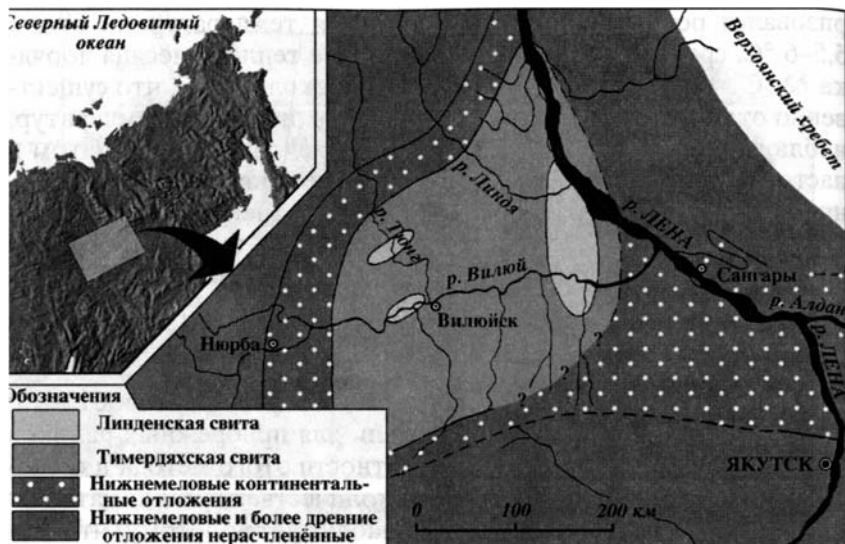 Северный Ледовитый
океан
Верхоянский хребет
р. Линдя
р. Тюнг
р. ЛЕНА
р. Вилюй
Сангары
р. Алдан
Вилюйск
Нюрба
р. ЛЕНА
? ? ?
ЯКУТСК
Обозначения
Линденская свита
Тимердяхская свита
Нижнемеловые континенталь-
ные отложения
Нижнемеловые и более древние
отложения нерасчленённые
0 100 200 км